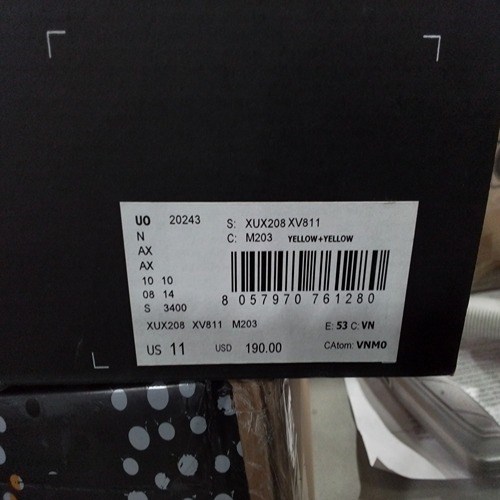 UO 20243
S: XUX208 XV811
N
C: M203 YELLOW+YELLOW
AX
AX
10 10
08 14
S 3400
8 057970 761280
XUX208 XV811 M203
E: 53 C: VN
US 11 USD 190.00
CAtom: VNM0